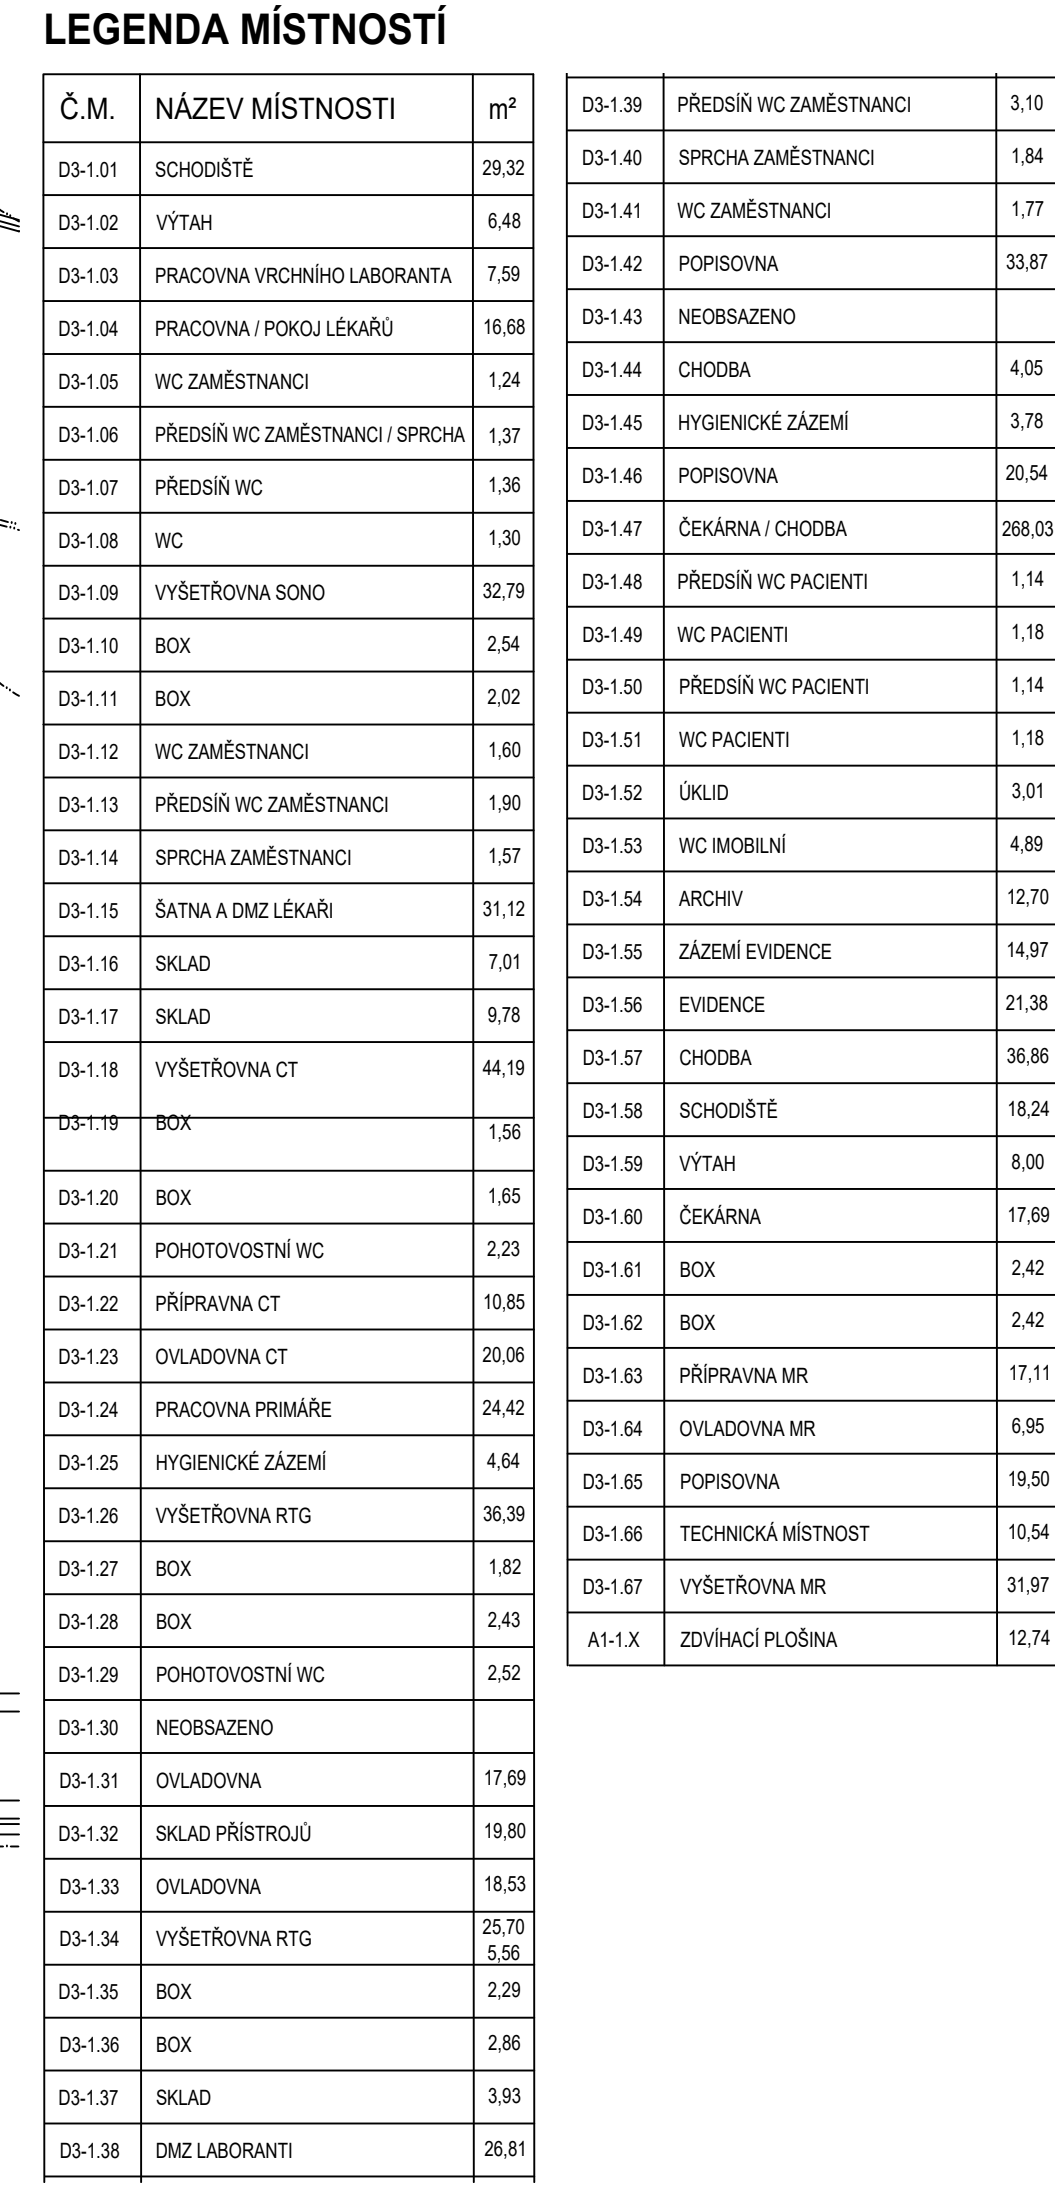 LEGENDA MÍSTNOSTÍ
Č.M. NÁZEV MÍSTNOSTI m²
D3-1.01 SCHODIŠTĚ 29,32
D3-1.02 VÝTAH 6,48
D3-1.03 PRACOVNA VRCHNÍHO LABORANTA 7,59
D3-1.04 PRACOVNA / POKOJ LÉKAŘŮ 16,68
D3-1.05 WC ZAMĚSTNANCI 1,24
D3-1.06 PŘEDSÍŇ WC ZAMĚSTNANCI / SPRCHA 1,37
D3-1.07 PŘEDSÍŇ WC 1,36
D3-1.08 WC 1,30
D3-1.09 VYŠETŘOVNA SONO 32,79
D3-1.10 BOX 2,54
D3-1.11 BOX 2,02
D3-1.12 WC ZAMĚSTNANCI 1,60
D3-1.13 PŘEDSÍŇ WC ZAMĚSTNANCI 1,90
D3-1.14 SPRCHA ZAMĚSTNANCI 1,57
D3-1.15 ŠATNA A DMZ LÉKAŘI 31,12
D3-1.16 SKLAD 7,01
D3-1.17 SKLAD 9,78
D3-1.18 VYŠETŘOVNA CT 44,19
D3-1.19 BOX 1,56
D3-1.20 BOX 1,65
D3-1.21 POHOTOVOSTNÍ WC 2,23
D3-1.22 PŘÍPRAVNA CT 10,85
D3-1.23 OVLADOVNA CT 20,06
D3-1.24 PRACOVNA PRIMÁŘE 24,42
D3-1.25 HYGIENICKÉ ZÁZEMÍ 4,64
D3-1.26 VYŠETŘOVNA RTG 36,39
D3-1.27 BOX 1,82
D3-1.28 BOX 2,43
D3-1.29 POHOTOVOSTNÍ WC 2,52
D3-1.30 NEOBSAZENO
D3-1.31 OVLADOVNA 17,69
D3-1.32 SKLAD PŘÍSTROJŮ 19,80
D3-1.33 OVLADOVNA 18,53
D3-1.34 VYŠETŘOVNA RTG 25,70
5,56
D3-1.35 BOX 2,29
D3-1.36 BOX 2,86
D3-1.37 SKLAD 3,93
D3-1.38 DMZ LABORANTI 26,81
D3-1.39 PŘEDSÍŇ WC ZAMĚSTNANCI 3,10
D3-1.40 SPRCHA ZAMĚSTNANCI 1,84
D3-1.41 WC ZAMĚSTNANCI 1,77
D3-1.42 POPISOVNA 33,87
D3-1.43 NEOBSAZENO
D3-1.44 CHODBA 4,05
D3-1.45 HYGIENICKÉ ZÁZEMÍ 3,78
D3-1.46 POPISOVNA 20,54
D3-1.47 ČEKÁRNA / CHODBA 268,03
D3-1.48 PŘEDSÍŇ WC PACIENTI 1,14
D3-1.49 WC PACIENTI 1,18
D3-1.50 PŘEDSÍŇ WC PACIENTI 1,14
D3-1.51 WC PACIENTI 1,18
D3-1.52 ÚKLID 3,01
D3-1.53 WC IMOBILNÍ 4,89
D3-1.54 ARCHIV 12,70
D3-1.55 ZÁZEMÍ EVIDENCE 14,97
D3-1.56 EVIDENCE 21,38
D3-1.57 CHODBA 36,86
D3-1.58 SCHODIŠTĚ 18,24
D3-1.59 VÝTAH 8,00
D3-1.60 ČEKÁRNA 17,69
D3-1.61 BOX 2,42
D3-1.62 BOX 2,42
D3-1.63 PŘÍPRAVNA MR 17,11
D3-1.64 OVLADOVNA MR 6,95
D3-1.65 POPISOVNA 19,50
D3-1.66 TECHNICKÁ MÍSTNOST 10,54
D3-1.67 VYŠETŘOVNA MR 31,97
A1-1.X ZDVÍHACÍ PLOŠINA 12,74